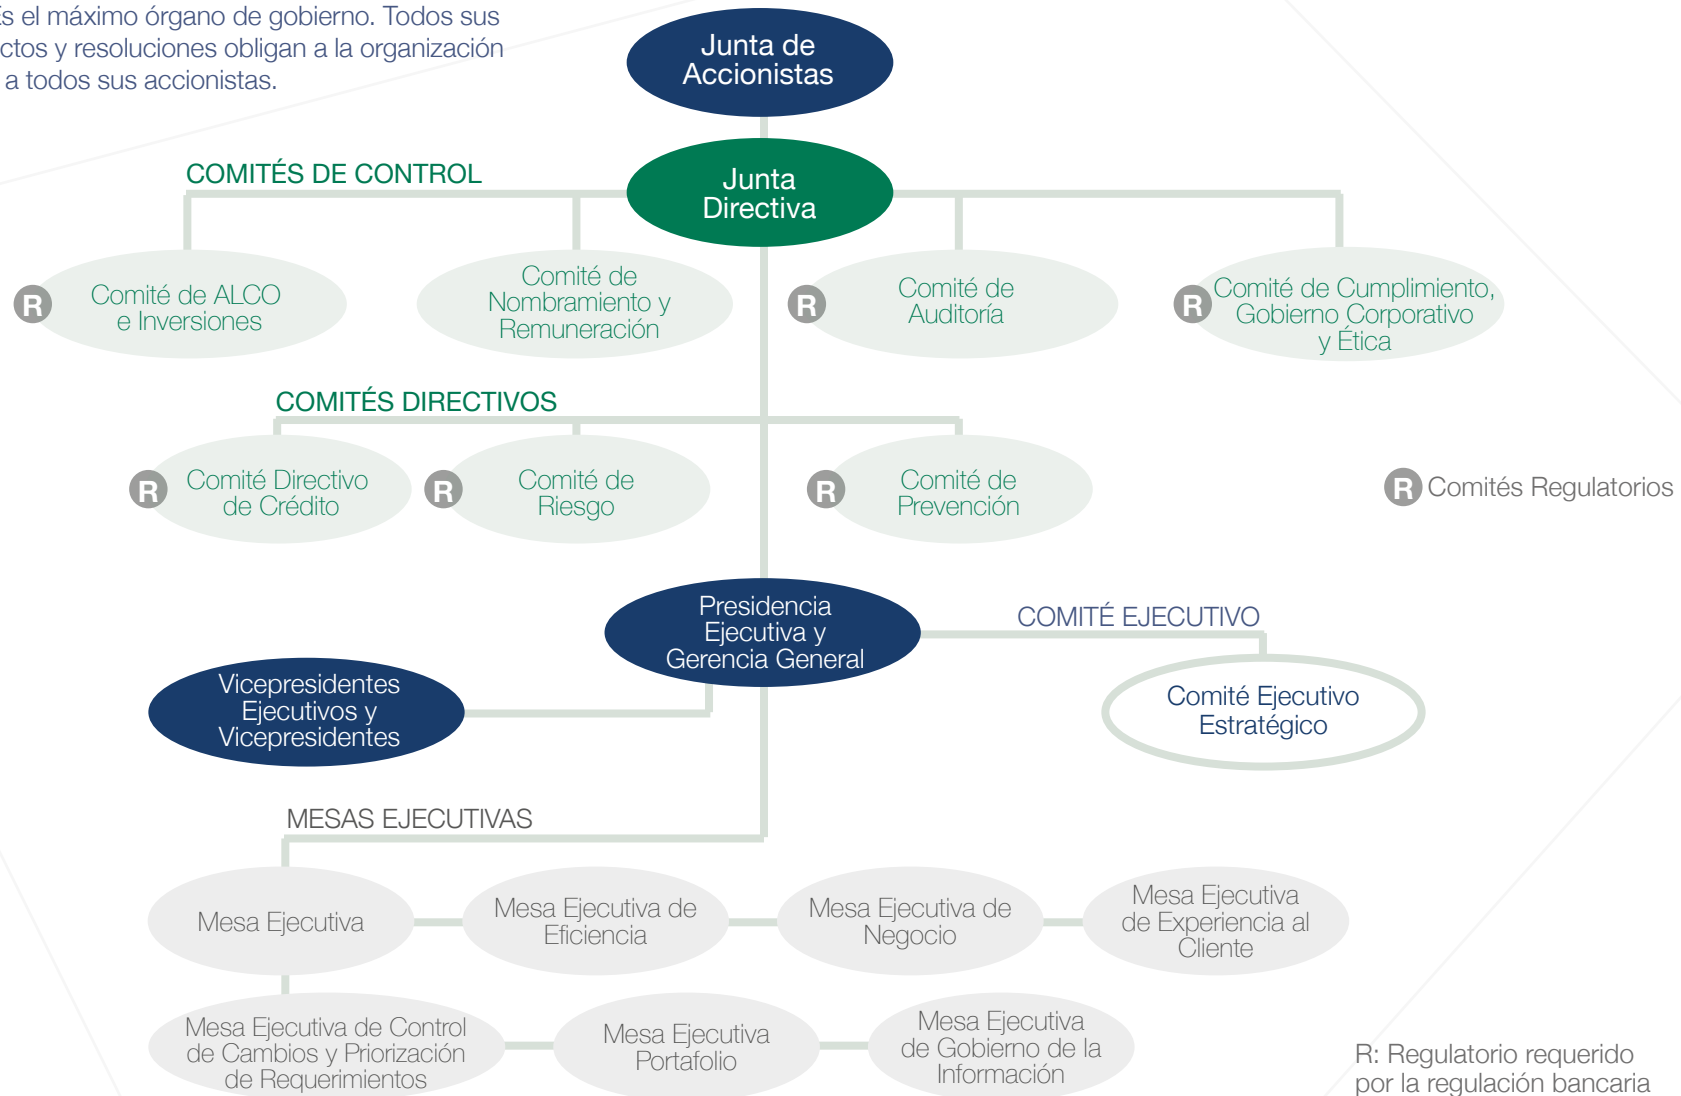 Es el máximo órgano de gobierno. Todos sus
y resoluciones obligan a la organización
a todos sus accionistas.
Junta de
Accionistas
COMITÉS DE CONTROL
Junta
Directiva
R
Comité de ALCO
e Inversiones
Comité de
Nombramiento y
Remuneración
R
Comité de
Auditoría
R
Comité de Cumplimiento,
Gobierno Corporativo
y Ética
COMITÉS DIRECTIVOS
R
Comité Directivo
de Crédito
R
Comité de
Riesgo
R
Comité de
Prevención
R Comités Regulatorios
Presidencia
Ejecutiva y
Gerencia General
COMITÉ EJECUTIVO
Vicepresidentes
Ejecutivos y
Vicepresidentes
Comité Ejecutivo
Estratégico
MESAS EJECUTIVAS
Mesa Ejecutiva
Mesa Ejecutiva de
Eficiencia
Mesa Ejecutiva de
Negocio
Mesa Ejecutiva
de Experiencia al
Cliente
Mesa Ejecutiva de Control
de Cambios y Priorización
de Requerimientos
Mesa Ejecutiva
Portafolio
Mesa Ejecutiva
de Gobierno de la
Información
R: Regulatorio requerido
por la regulación bancaria